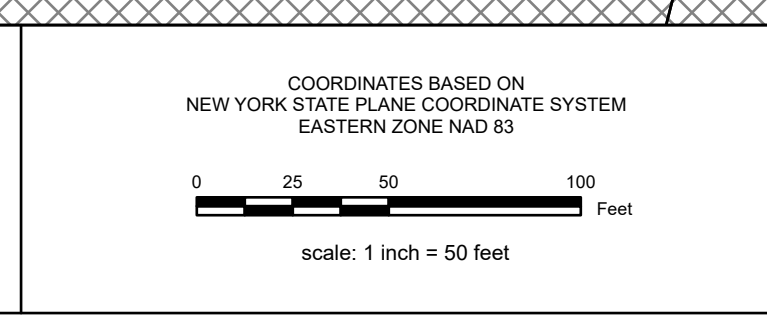 COORDINATES BASED ON
NEW YORK STATE PLANE COORDINATE SYSTEM
EASTERN ZONE NAD 83
0 25 50 100
Feet
scale: 1 inch = 50 feet